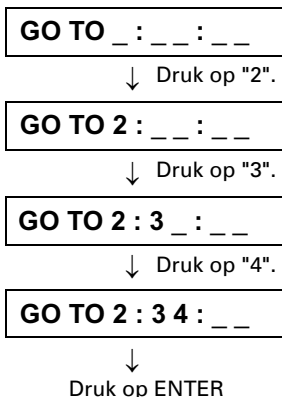 GO TO _ : _ _ : _ _
↓ Druk op "2".
GO TO 2 : _ _ : _ _
↓ Druk op "3".
GO TO 2 : 3 _ : _ _
↓ Druk op "4".
GO TO 2 : 3 4 : _ _
↓
Druk op ENTER